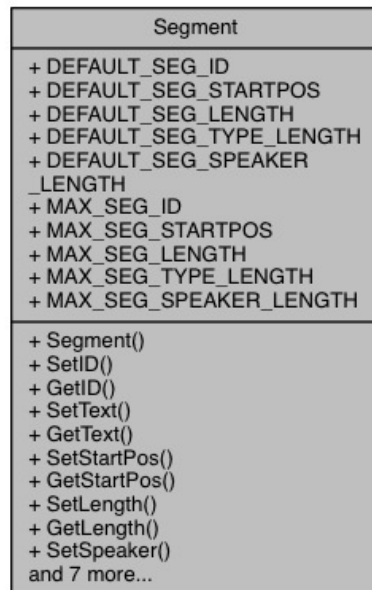 Segment
+ DEFAULT_SEG_ID
+ DEFAULT_SEG_STARTPOS
+ DEFAULT_SEG_LENGTH
+ DEFAULT_SEG_TYPE_LENGTH
+ DEFAULT_SEG_SPEAKER
_LENGTH
+ MAX_SEG_ID
+ MAX_SEG_STARTPOS
+ MAX_SEG_LENGTH
+ MAX_SEG_TYPE_LENGTH
+ MAX_SEG_SPEAKER_LENGTH
+ Segment()
+ SetID()
+ GetID()
+ SetText()
+ GetText()
+ SetStartPos()
+ GetStartPos()
+ SetLength()
+ GetLength()
+ SetSpeaker()
and 7 more...